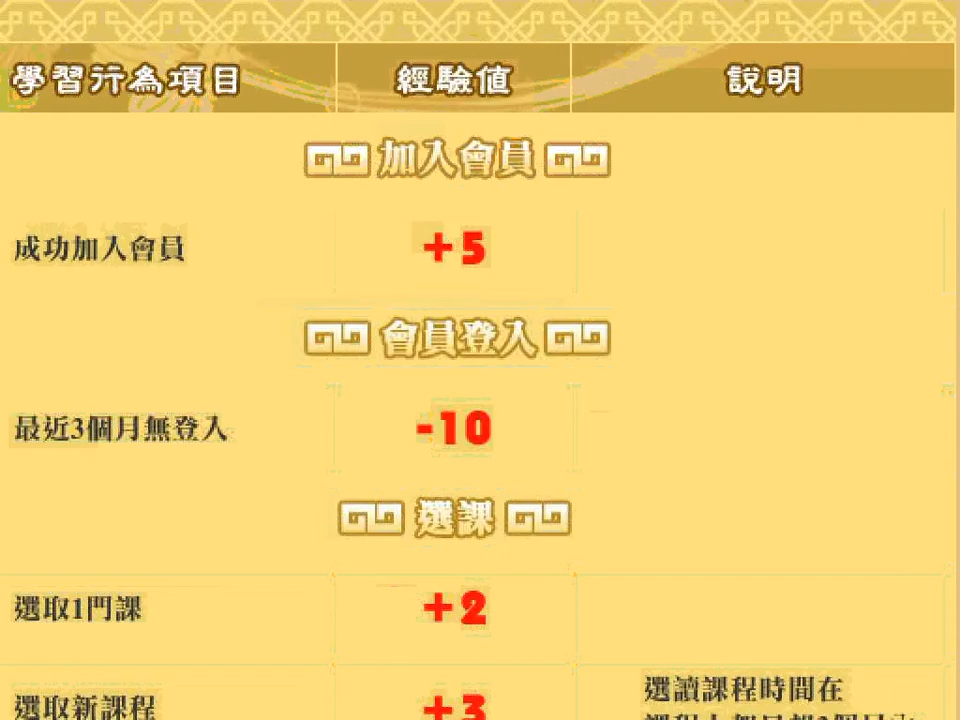 學習行為項目 經驗值 說明
加入會員
成功加入會員 +5
會員登入
最近3個月無登入 -10
選課
選取1門課 +2
選讀課程時間在
選取新課程 +3